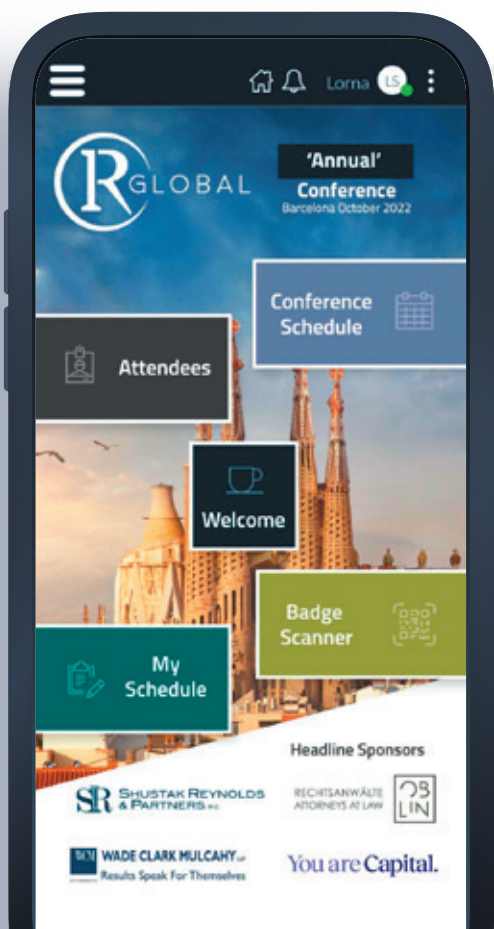 Lorna LS
R GLOBAL
'Annual'
Conference
Barcelona October 2022
Conference
Schedule
Attendees
Welcome
Badge
Scanner
My
Schedule
Headline Sponsors
SR SHUSTAK REYNOLDS
& PARTNERS P.C.
RECHTSANWÄLTE
ATTORNEYS AT LAW
OB
LIN
WCM WADE CLARK MULCAHY LLP
Results Speak For Themselves
You are Capital.